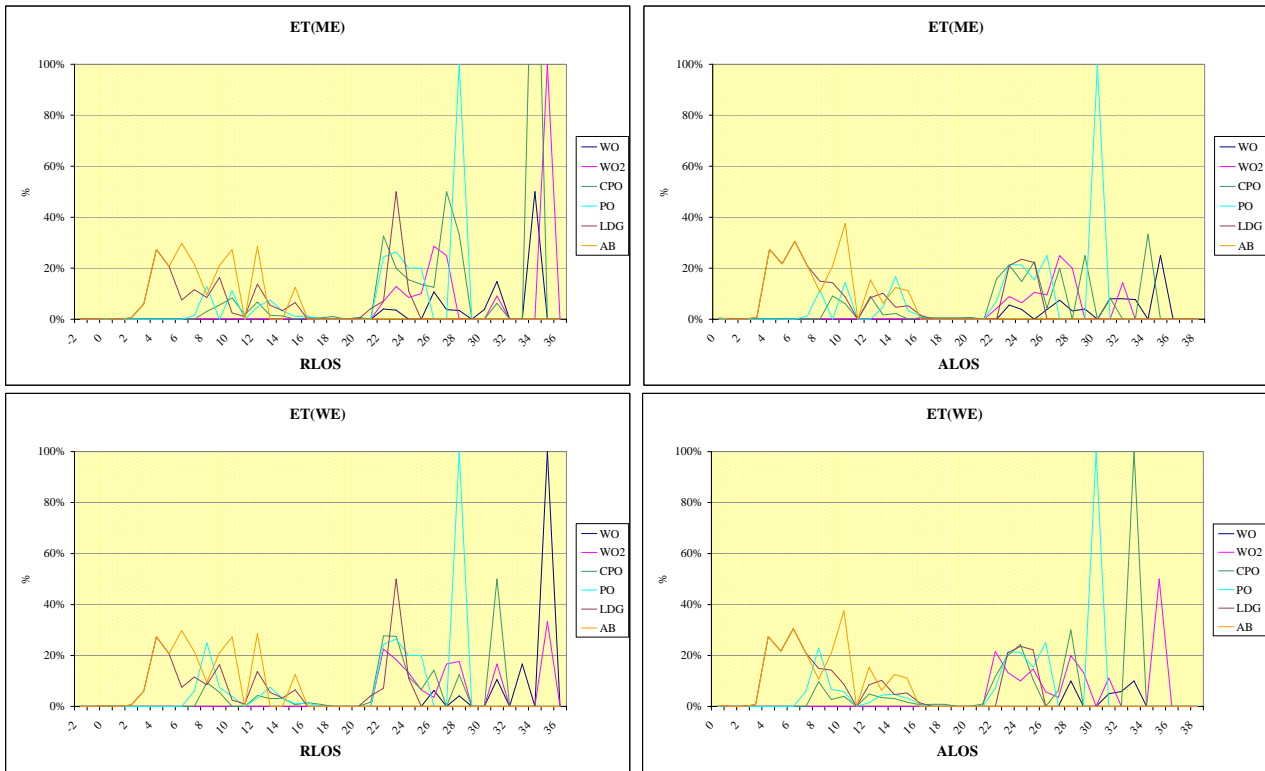 ET(ME)
100%
80%
60%
40%
20%
0%
%
-2 0 2 4 6 8 10 12 14 16 18 20 22 24 26 28 30 32 34 36
RLOS
WO
WO2
CPO
PO
LDG
AB
ET(ME)
100%
80%
60%
40%
20%
0%
%
0 2 4 6 8 10 12 14 16 18 20 22 24 26 28 30 32 34 36 38
ALOS
WO
WO2
CPO
PO
LDG
AB
ET(WE)
100%
80%
60%
40%
20%
0%
%
-2 0 2 4 6 8 10 12 14 16 18 20 22 24 26 28 30 32 34 36
RLOS
WO
WO2
CPO
PO
LDG
AB
ET(WE)
100%
80%
60%
40%
20%
0%
%
0 2 4 6 8 10 12 14 16 18 20 22 24 26 28 30 32 34 36 38
ALOS
WO
WO2
CPO
PO
LDG
AB